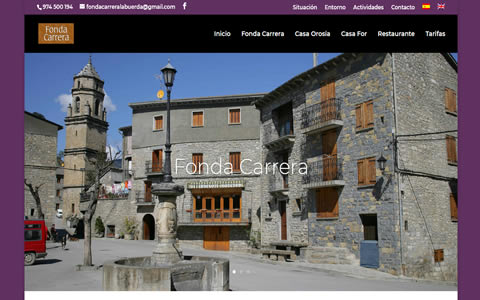 974 500 194 fondacarreralabuerda@gmail.com Situación Entorno Actividades Contacto
Fonda Carrera
Inicio Fonda Carrera Casa Orosia Casa For Restaurante Tarifas
Fonda Carrera